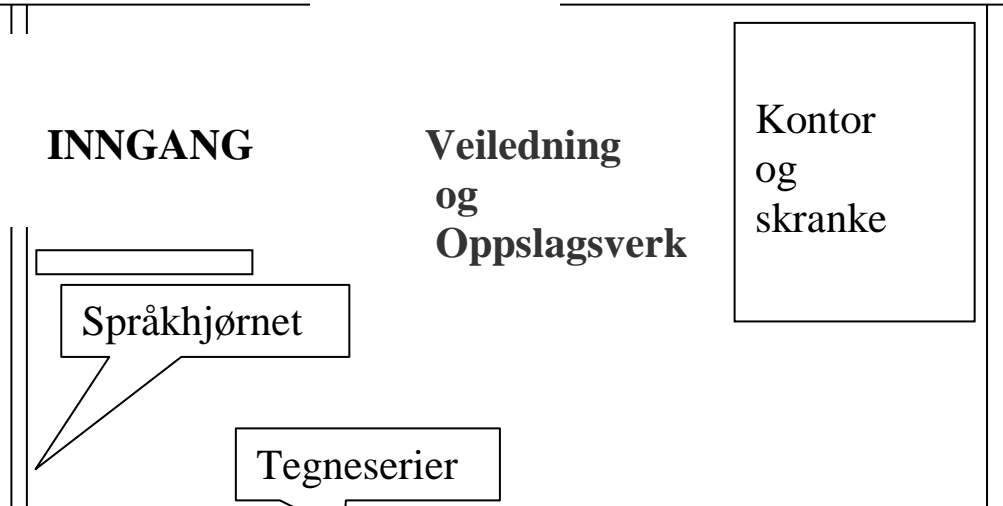 INNGANG
Veiledning
og
Oppslagsverk
Kontor
og
skranke
Språkhjørnet
Tegneserier